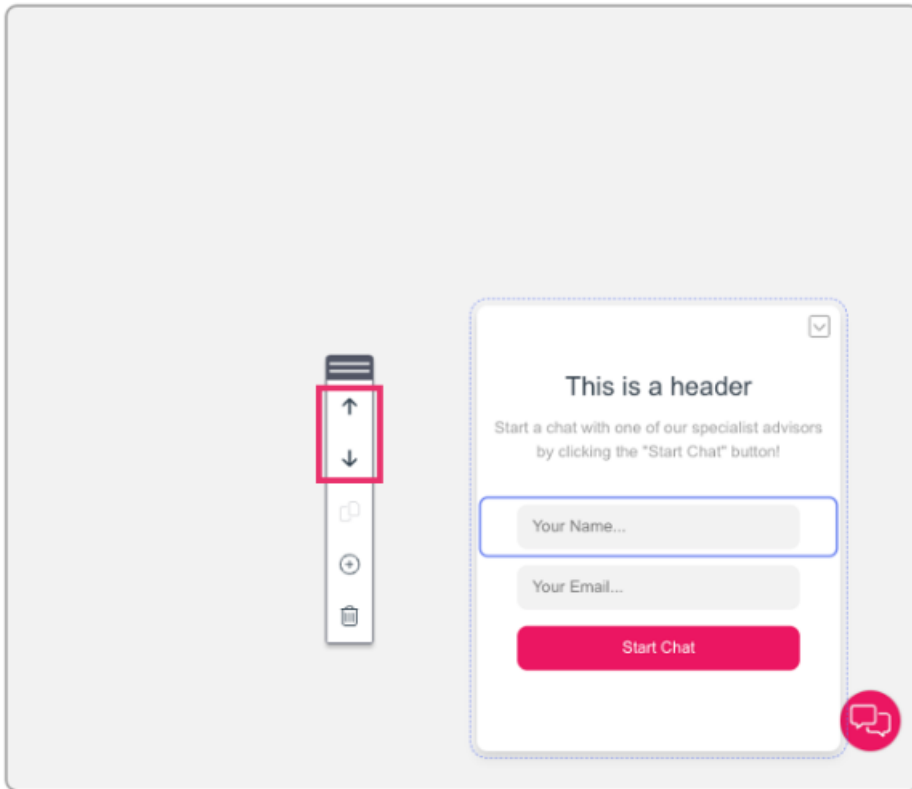 This is a header
Start a chat with one of our specialist advisors
by clicking the "Start Chat" button!
Your Name...
Your Email...
Start Chat